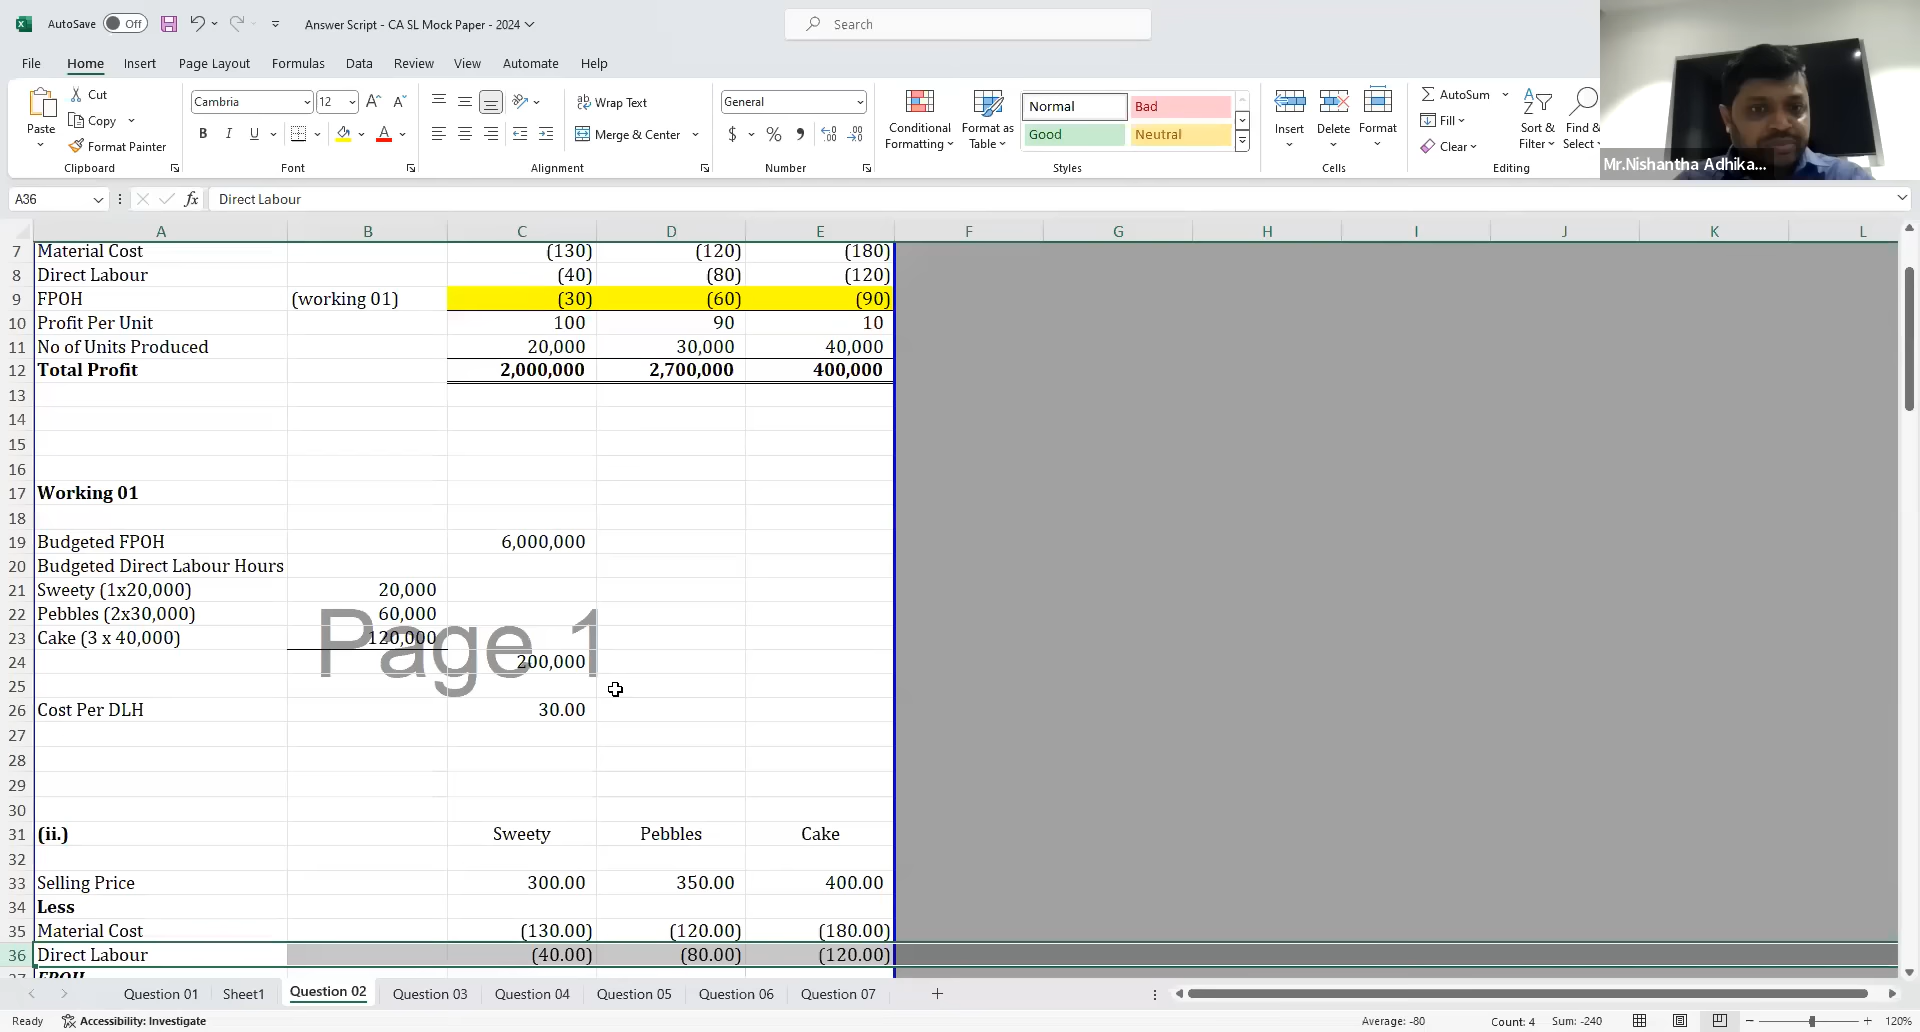 AutoSave Off Answer Script - CA SL Mock Paper - 2024 Search
File Home Insert Page Layout Formulas Data Review View Automate Help
Paste Cut Copy Format Painter Clipboard
Cambria 12 B I U A Font
Wrap Text Merge & Center Alignment
General $ % Number
Conditional Formatting Format as Table Normal Bad Good Neutral Styles
Insert Delete Format Cells
AutoSum Fill Clear Sort & Filter Find & Select Editing
Mr.Nishantha Adhika...
A36 fx Direct Labour
A B C D E F G H I J K L
7 Material Cost (130) (120) (180)
8 Direct Labour (40) (80) (120)
9 FPOH (working 01) (30) (60) (90)
10 Profit Per Unit 100 90 10
11 No of Units Produced 20,000 30,000 40,000
12 Total Profit 2,000,000 2,700,000 400,000
13
14
15
16
17 Working 01
18
19 Budgeted FPOH 6,000,000
20 Budgeted Direct Labour Hours
21 Sweety (1x20,000) 20,000
22 Pebbles (2x30,000) 60,000
Page 1
23 Cake (3 x 40,000) 120,000
24 200,000
25
26 Cost Per DLH 30.00
27
28
29
30
31 (ii.) Sweety Pebbles Cake
32
33 Selling Price 300.00 350.00 400.00
34 Less
35 Material Cost (130.00) (120.00) (180.00)
36 Direct Labour (40.00) (80.00) (120.00)
37 FPOH
Question 01 Sheet1 Question 02 Question 03 Question 04 Question 05 Question 06 Question 07
Ready Accessibility: Investigate Average: -80 Count: 4 Sum: -240 120%